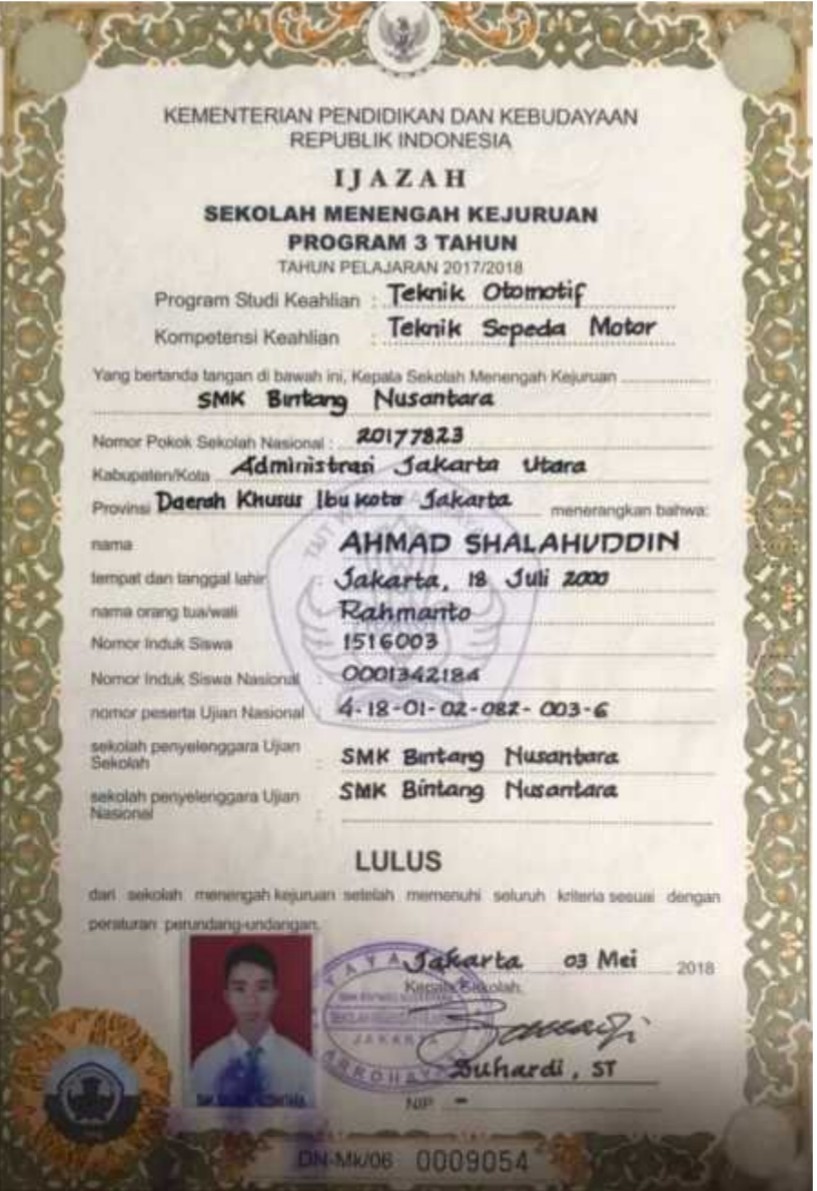 KEMENTERIAN PENDIDIKAN DAN KEBUDAYAAN
REPUBLIK INDONESIA
IJAZAH
SEKOLAH MENENGAH KEJURUAN
PROGRAM 3 TAHUN
TAHUN PELAJARAN 2017/2018
Program Studi Keahlian : Teknik Otomotif
Kompetensi Keahlian : Teknik Sepeda Motor
Yang bertanda tangan di bawah ini, Kepala Sekolah Menengah Kejuruan
SMK Bintang Nusantara
Nomor Pokok Sekolah Nasional : 20177823
Kabupaten/Kota Administrasi Jakarta Utara
Provinsi Daerah Khusus Ibukota Jakarta menerangkan bahwa:
nama AHMAD SHALAHUDDIN
tempat dan tanggal lahir : Jakarta, 18 Juli 2000
nama orang tua/wali : Rahmanto
Nomor Induk Siswa : 1516003
Nomor Induk Siswa Nasional : 0001342184
nomor peserta Ujian Nasional : 4-18-01-02-082-003-6
sekolah penyelenggara Ujian
Sekolah : SMK Bintang Nusantara
sekolah penyelenggara Ujian SMK Bintang Nusantara
Nasional :
LULUS
dari sekolah menengah kejuruan setelah memenuhi seluruh kriteria sesuai dengan
peraturan perundang-undangan.
Jakarta 03 Mei 2018
Kepala Sekolah,
YAYA
JAKARTA
ARROHAYA
Suhardi, ST
NIP -
DN-Mk/06 0009054